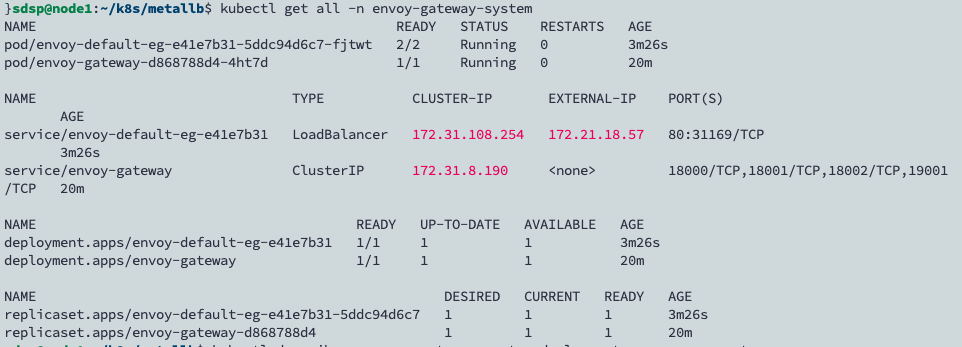 }sdsp@node1:~/k8s/metallb$ kubectl get all -n envoy-gateway-system
NAME READY STATUS RESTARTS AGE
pod/envoy-default-eg-e41e7b31-5ddc94d6c7-fjtwt 2/2 Running 0 3m26s
pod/envoy-gateway-d868788d4-4ht7d 1/1 Running 0 20m
NAME TYPE CLUSTER-IP EXTERNAL-IP PORT(S)
AGE
service/envoy-default-eg-e41e7b31 LoadBalancer 172.31.108.254 172.21.18.57 80:31169/TCP
3m26s
service/envoy-gateway ClusterIP 172.31.8.190 <none> 18000/TCP,18001/TCP,18002/TCP,19001
/TCP 20m
NAME READY UP-TO-DATE AVAILABLE AGE
deployment.apps/envoy-default-eg-e41e7b31 1/1 1 1 3m26s
deployment.apps/envoy-gateway 1/1 1 1 20m
NAME DESIRED CURRENT READY AGE
replicaset.apps/envoy-default-eg-e41e7b31-5ddc94d6c7 1 1 1 3m26s
replicaset.apps/envoy-gateway-d868788d4 1 1 1 20m